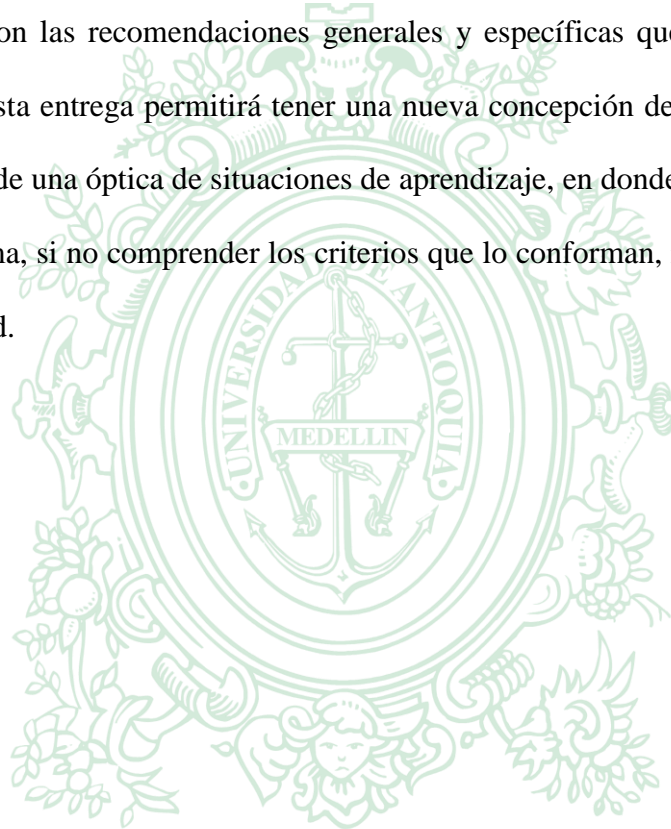 on las recomendaciones generales y específicas que
sta entrega permitirá tener una nueva concepción de
de una óptica de situaciones de aprendizaje, en donde
na, si no comprender los criterios que lo conforman,
d.
UNIVERSIDAD DE ANTIOQUIA
MEDELLIN